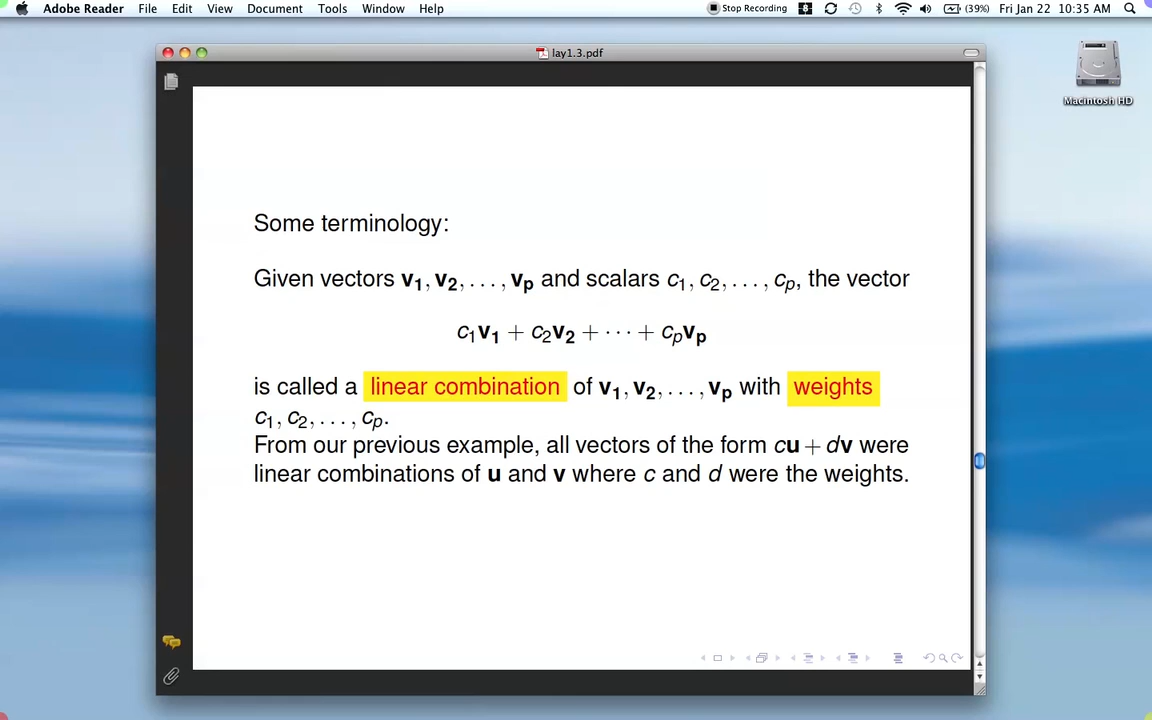 Adobe Reader File Edit View Document Tools Window Help Stop Recording (39%) Fri Jan 22 10:35 AM
lay1.3.pdf
Macintosh HD
Some terminology:
Given vectors v₁, v₂, . . . , vₚ and scalars c₁, c₂, . . . , cₚ, the vector
c₁v₁ + c₂v₂ + · · · + cₚvₚ
is called a linear combination of v₁, v₂, . . . , vₚ with weights
c₁, c₂, . . . , cₚ.
From our previous example, all vectors of the form cu + dv were
linear combinations of u and v where c and d were the weights.